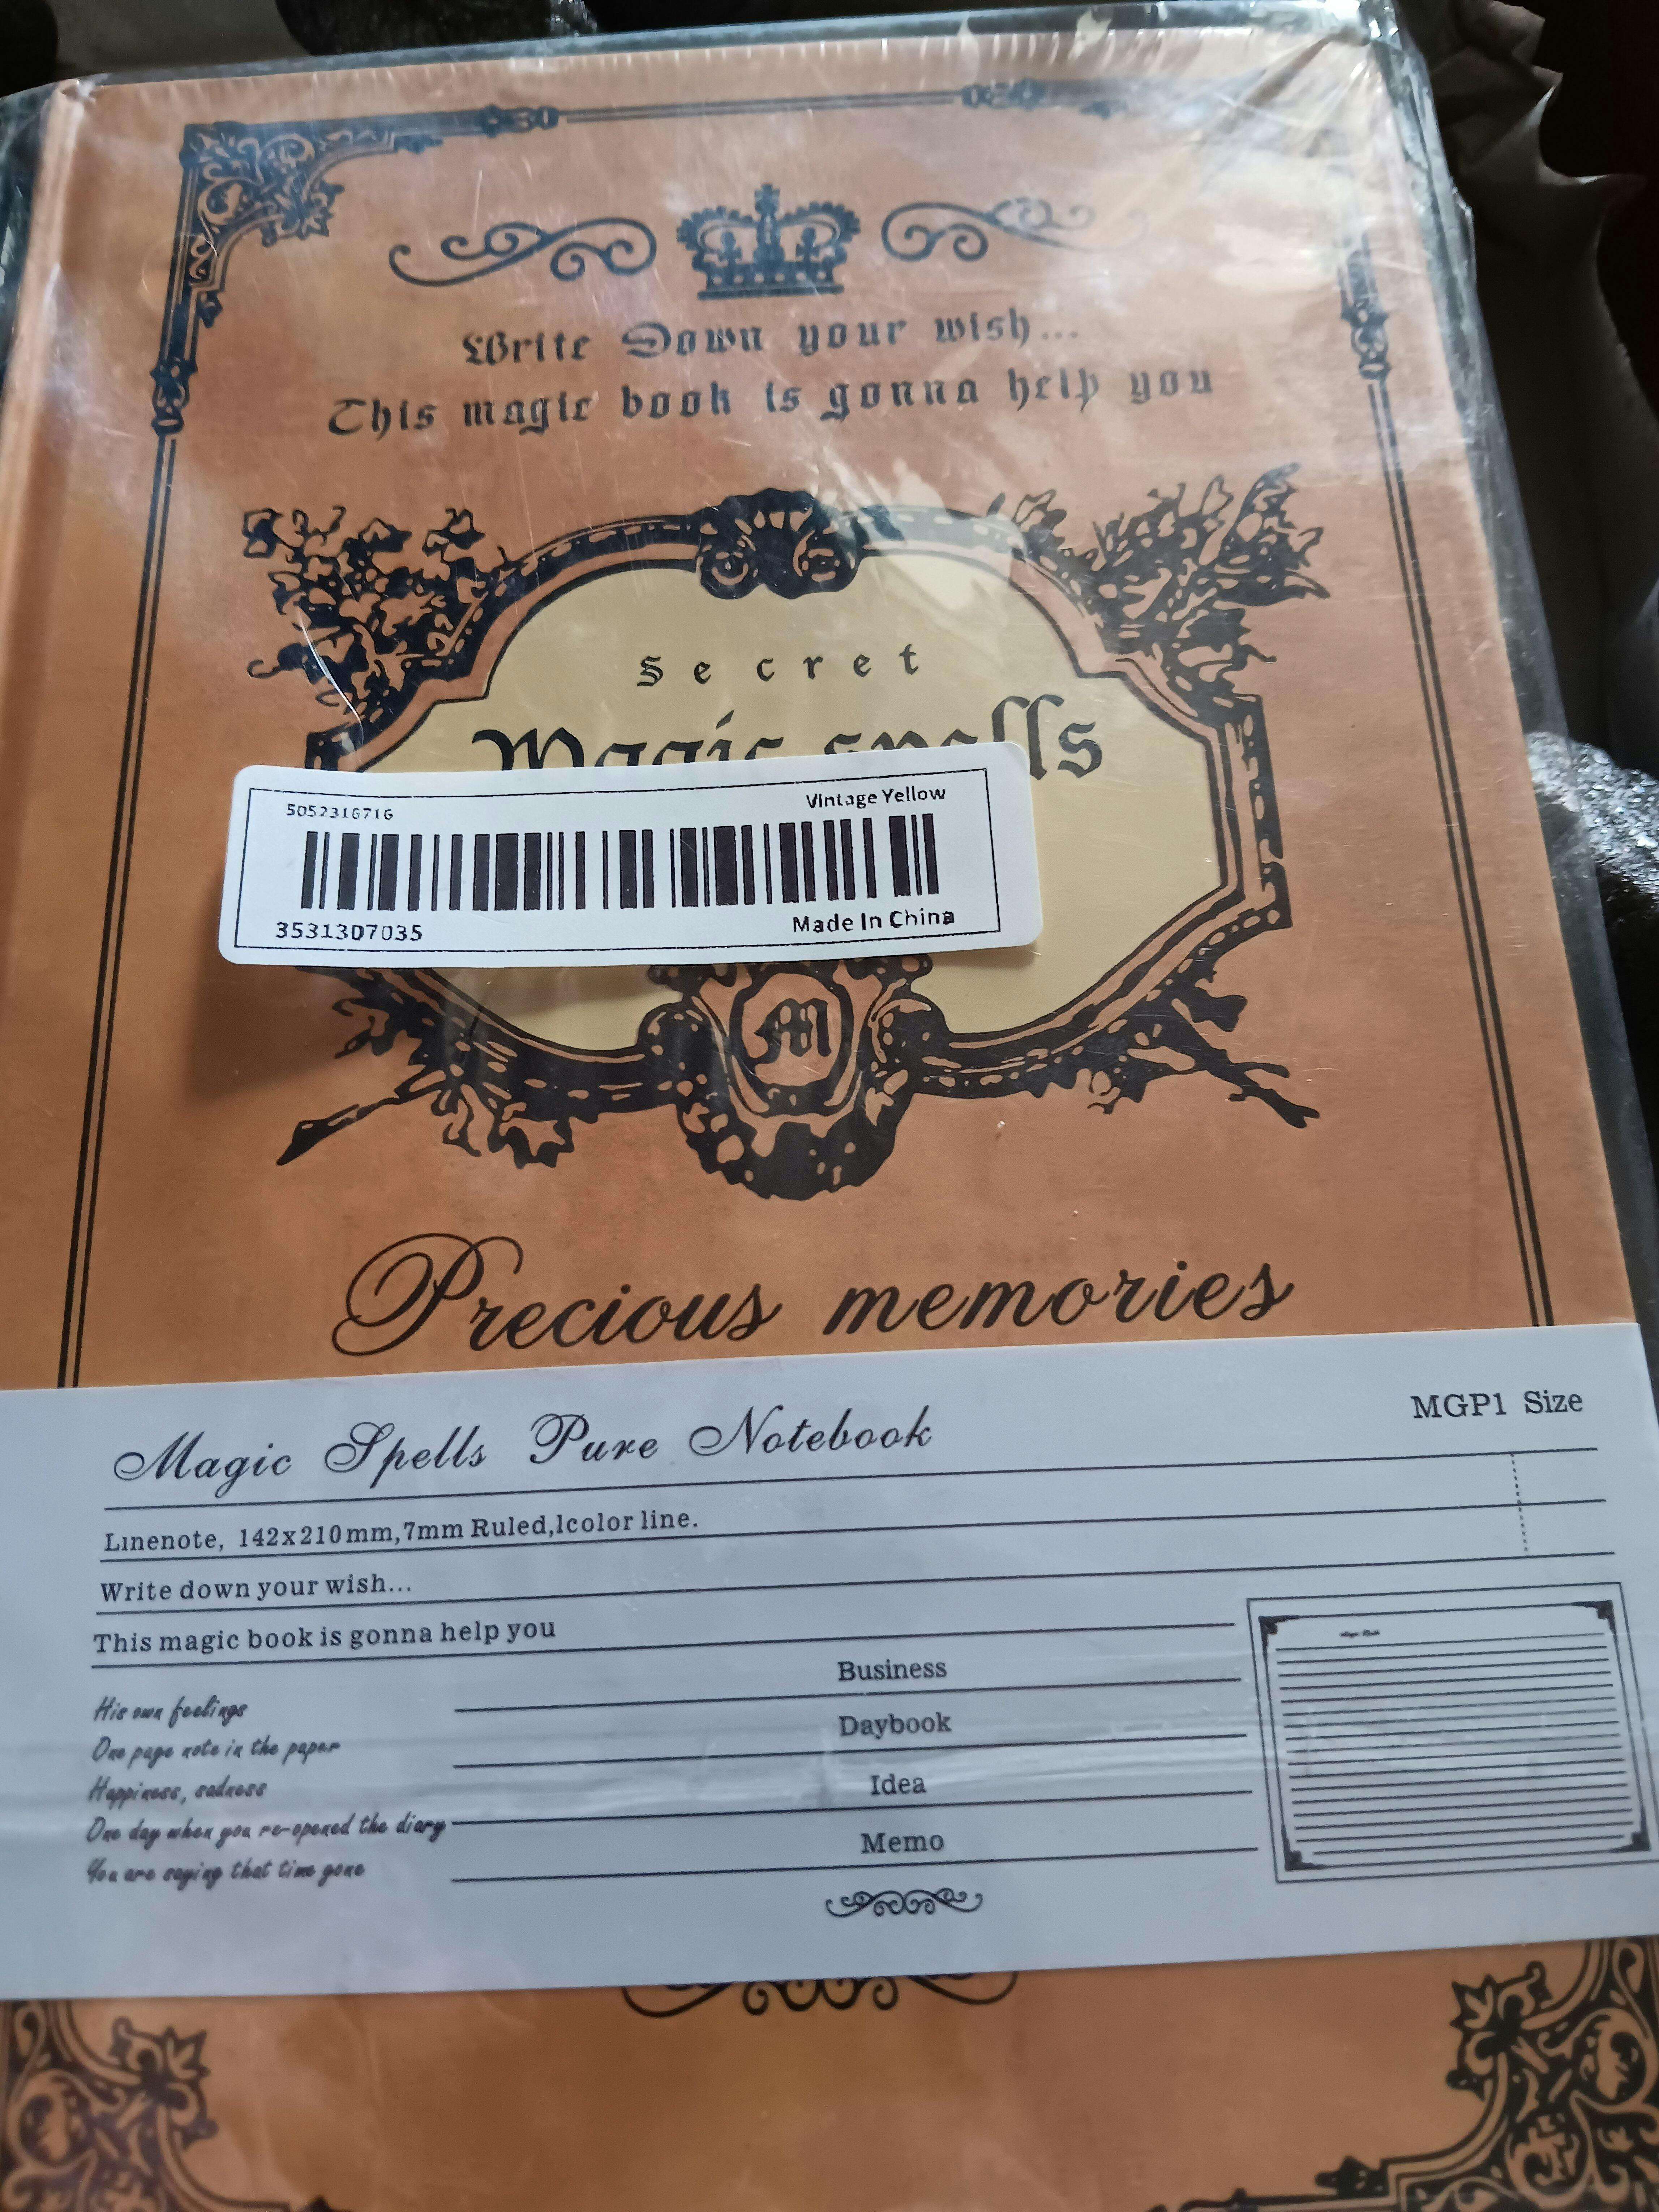 Write Down your wish...
This magic book is gonna help you
Secret
Magic spells
5052316716
Vintage Yellow
3531307035
Made In China
M
Precious memories
Magic Spells Pure Notebook
MGP1 Size
Linenote, 142x210mm,7mm Ruled,1color line.
Write down your wish...
This magic book is gonna help you
His own feelings
One page note in the paper
Happiness, sadness
One day when you re-opened the diary
You are saying that time gone
Business
Daybook
Idea
Memo